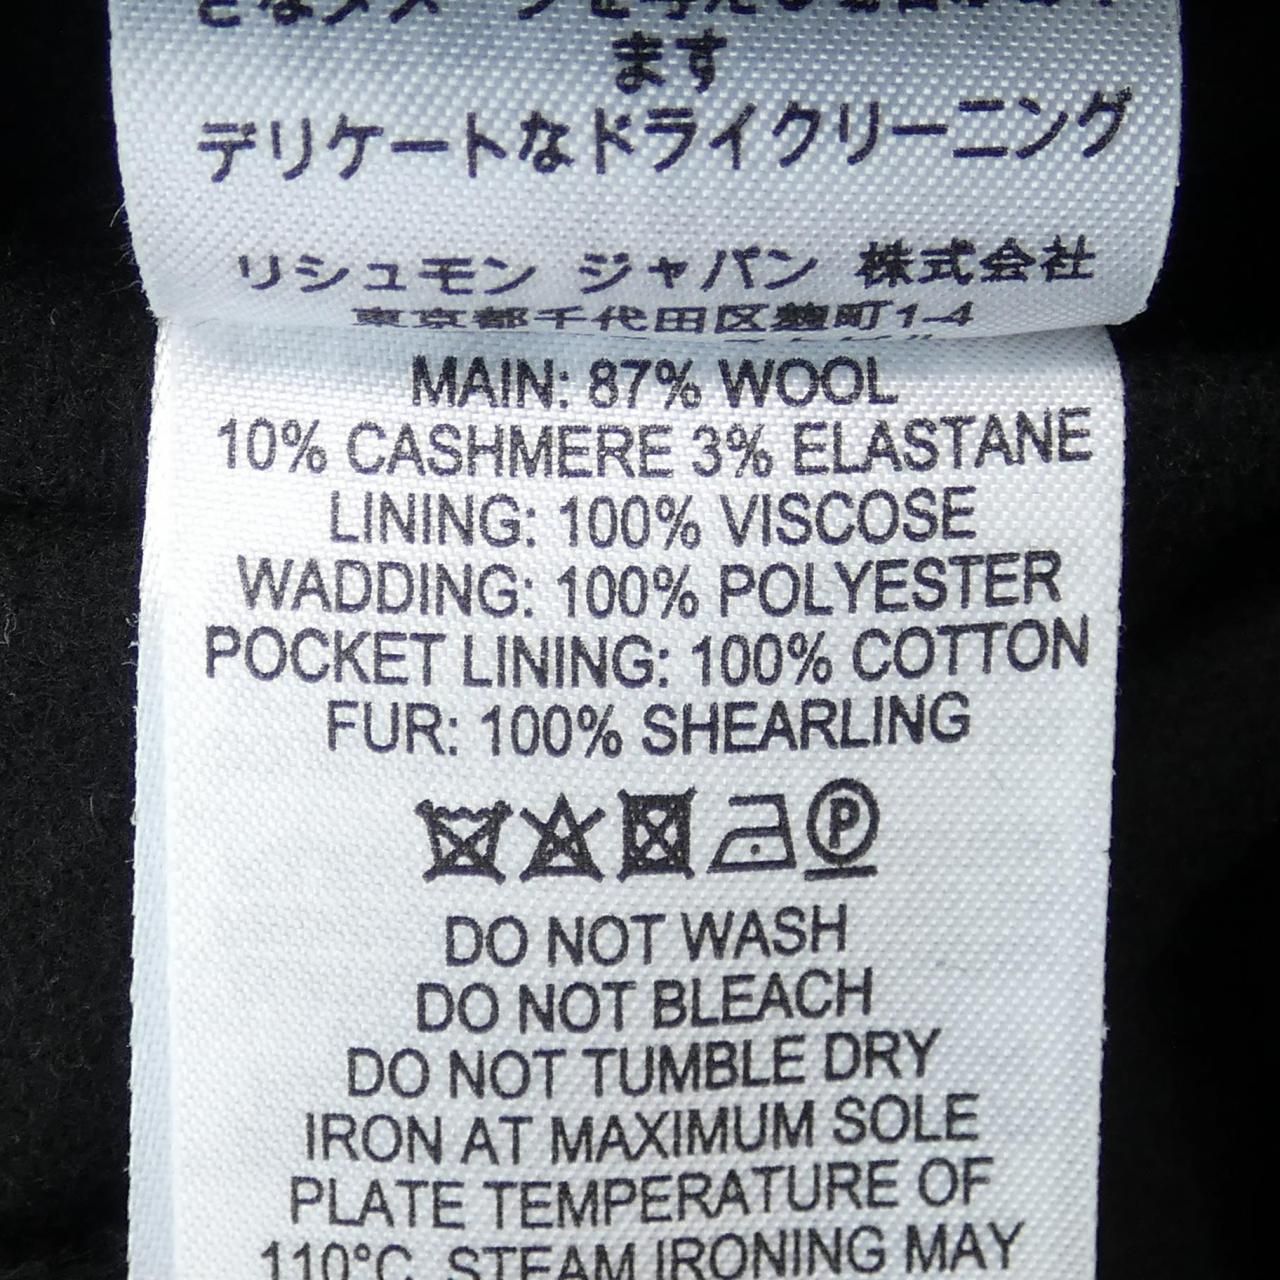 ます
デリケートなドライクリーニング
リシュモン ジャパン 株式会社
東京都千代田区麹町1-4
MAIN: 87% WOOL
10% CASHMERE 3% ELASTANE
LINING: 100% VISCOSE
WADDING: 100% POLYESTER
POCKET LINING: 100% COTTON
FUR: 100% SHEARLING
P
DO NOT WASH
DO NOT BLEACH
DO NOT TUMBLE DRY
IRON AT MAXIMUM SOLE
PLATE TEMPERATURE OF
110°C. STEAM IRONING MAY